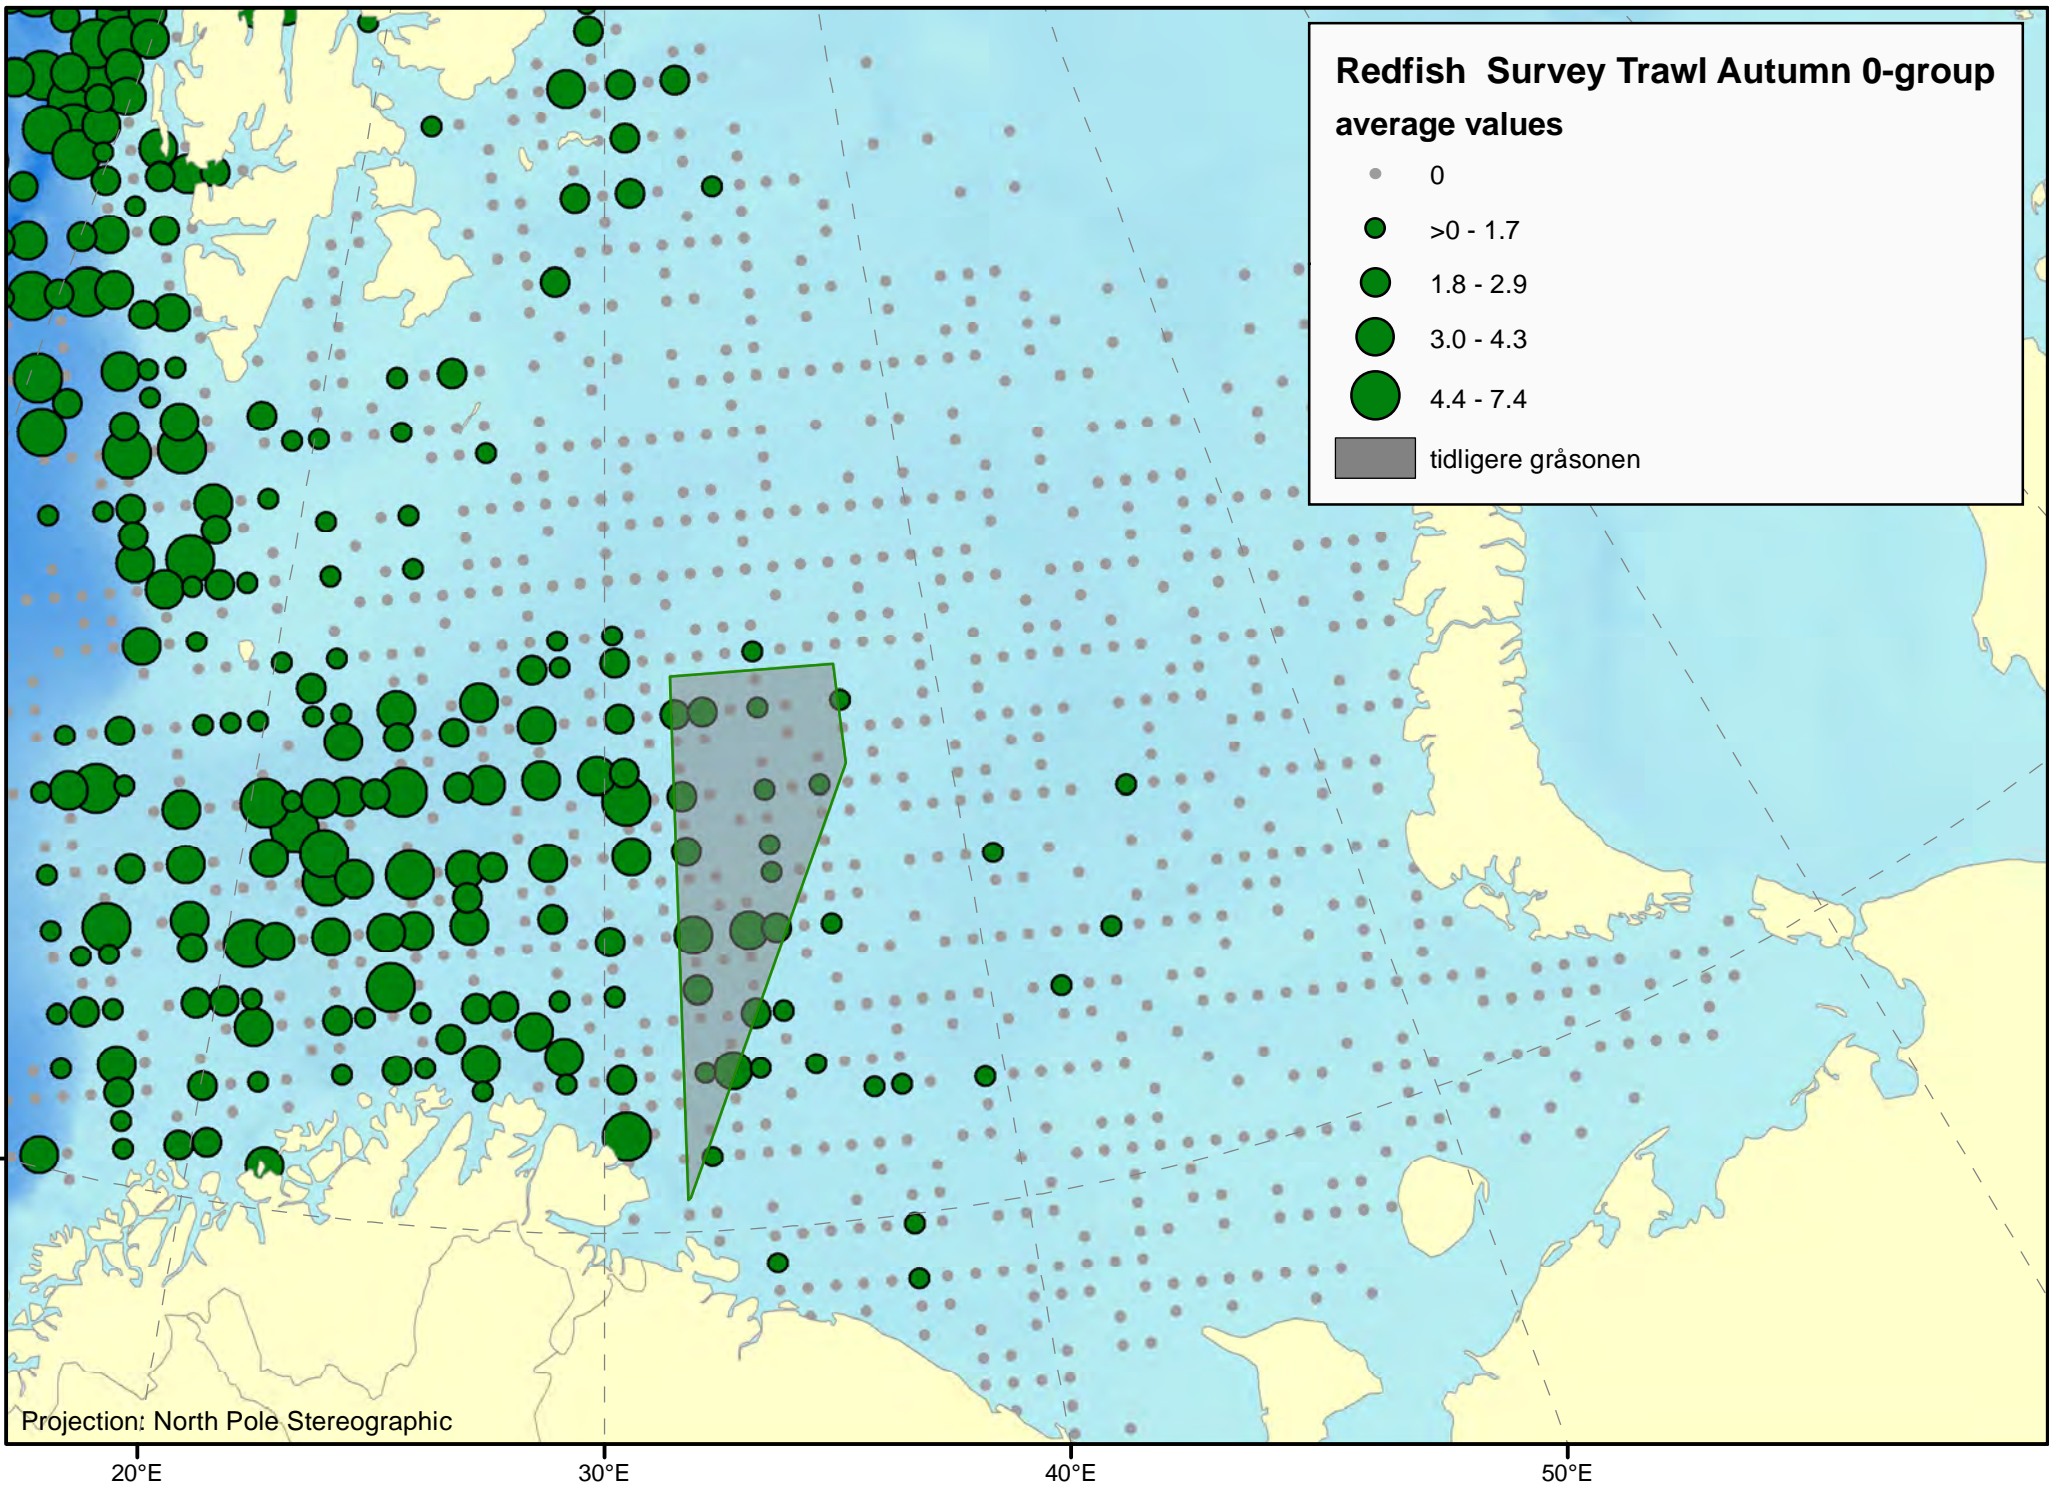 Redfish Survey Trawl Autumn 0-group
average values
0
>0 - 1.7
1.8 - 2.9
3.0 - 4.3
4.4 - 7.4
tidligere gråsonen
Projection: North Pole Stereographic
20°E 30°E 40°E 50°E